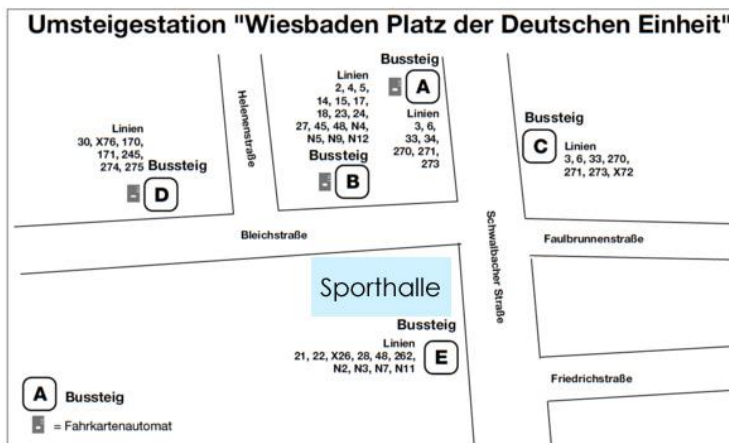 Umsteigestation "Wiesbaden Platz der Deutschen Einheit"
Bussteig
A
Linien
2, 4, 5,
14, 15, 17,
18, 23, 24,
27, 45, 48, N4,
N5, N9, N12
Bussteig
B
Linien
3, 6,
33, 34,
270, 271,
273
Helenenstraße
Linien
30, X76, 170,
171, 245,
274, 275
Bussteig
D
Bussteig
C
Linien
3, 6, 33, 270,
271, 273, X72
Bleichstraße
Schwalbacher Straße
Faulbrunnenstraße
Sporthalle
Bussteig
E
Linien
21, 22, X26, 28, 48, 262,
N2, N3, N7, N11
Friedrichstraße
A Bussteig
= Fahrkartenautomat